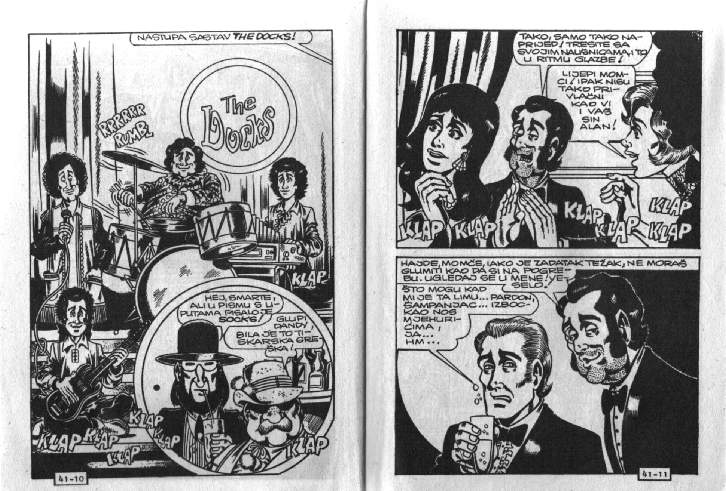 NASTUPA SASTAV THE DOCKS!
The
Docks
RRRRRR
RUMB!
KLAP
HEJ, SMARTE,
ALI U PISMU S U-
PUTAMA PISALO JE
SOCKS!
GLUPI
DANDY!
BILA JE TO TI-
SKARSKA GRE-
ŠKA!
KLAP
KLAP
KLAP
KLAP
KLAP
KLAP
41-10
TAKO, SAMO TAKO NA-
PRIJED! TRESITE SA
SVOJIM NAUŠNICAMA I TO
U RITMU GLAZBE!
LIJEPI MOM-
CI! IPAK NISU
TAKO PRI-
VLAČNI
KAO VI
I VAŠ
SIN
ALAN!
KLAP
KLAP
KLAP
KLAP
KLAP
KLAP
HAJDE, MOMČE, IAKO JE ZADATAK TEŽAK, NE MORAŠ
GLUMITI KAO DA SI NA POGRE-
BU. UGLEDAJ SE U MENE! VE-
SELO!
ŠTO MOGU KAD
MI JE TA LIMU... PARDON!
ŠAMPANJAC... IZBOC-
KAO NOS
MJEHURI-
ĆIMA,
JA...
HM...
41-11